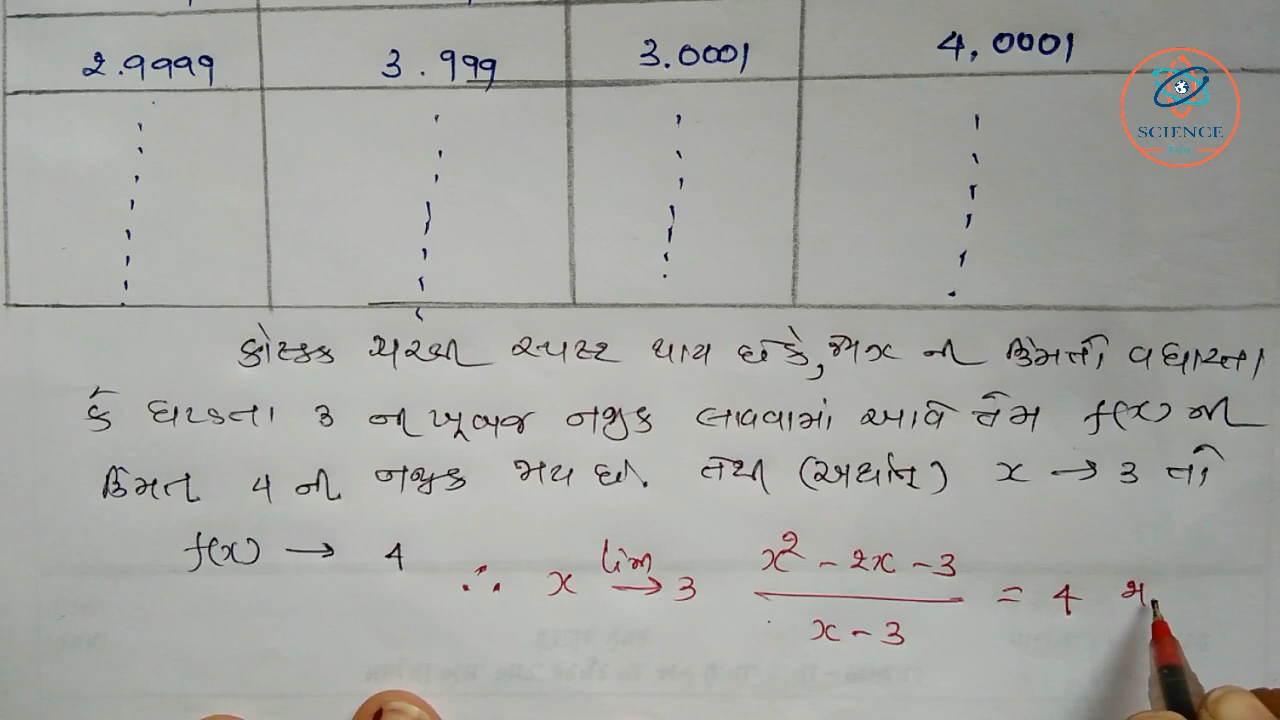 2.9999 3.999 3.0001 4,0001
SCIENCE
કોષ્ટક પરથી સ્પષ્ટ થાય છે કે, જેમ x ની કિંમતો વધારતા
કે ઘટાડતા 3 ની ખૂબજ નજીક લાવવામાં આવે તેમ f(x) ની
કિંમત 4 ની નજીક જાય છે. તથા (અર્થાત્) x → 3 તો
f(x) → 4
∴ x lim→ 3 x² - 2x - 3 / x - 3 = 4